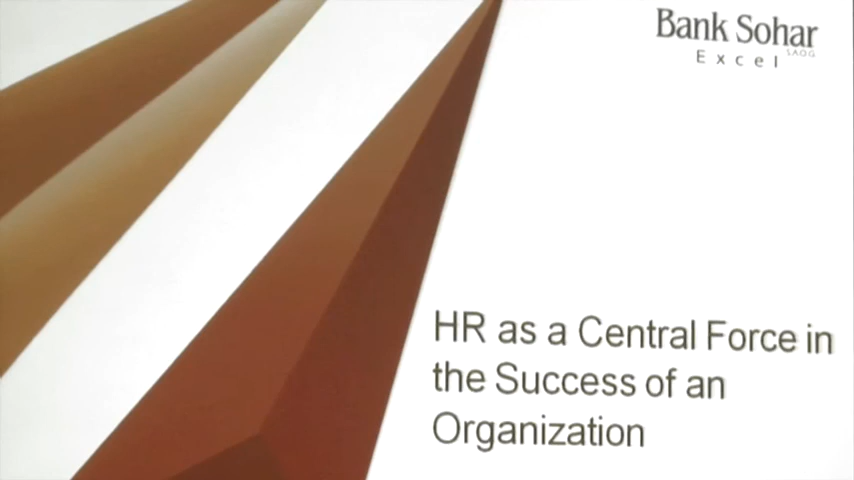 Bank Sohar
SAOG
Excel
HR as a Central Force in
the Success of an
Organization